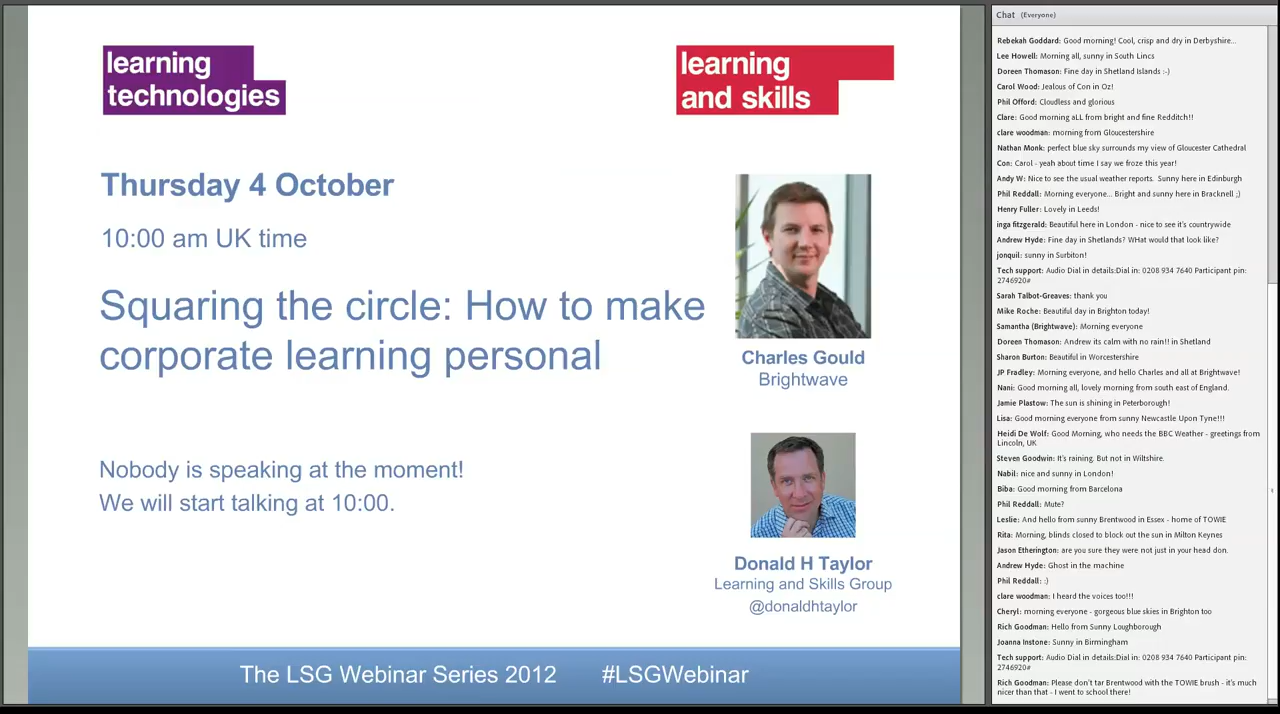 learning
technologies
learning
and skills
Thursday 4 October
10:00 am UK time
Squaring the circle: How to make
corporate learning personal
Charles Gould
Brightwave
Nobody is speaking at the moment!
We will start talking at 10:00.
Donald H Taylor
Learning and Skills Group
@donaldhtaylor
The LSG Webinar Series 2012 #LSGWebinar
Chat (Everyone)
Rebekah Goddard: Good morning! Cool, crisp and dry in Derbyshire...
Lee Howell: Morning all, sunny in South Lincs
Doreen Thomason: Fine day in Shetland Islands :-)
Carol Wood: Jealous of Con in Oz!
Phil Offord: Cloudless and glorious
Clare: Good morning aLL from bright and fine Redditch!!
clare woodman: morning from Gloucestershire
Nathan Monk: perfect blue sky surrounds my view of Gloucester Cathedral
Con: Carol - yeah about time I say we froze this year!
Andy W: Nice to see the usual weather reports. Sunny here in Edinburgh
Phil Reddall: Morning everyone... Bright and sunny here in Bracknell ;)
Henry Fuller: Lovely in Leeds!
inga fitzgerald: Beautiful here in London - nice to see it's countrywide
Andrew Hyde: Fine day in Shetlands? WHat would that look like?
jonquil: sunny in Surbiton!
Tech support: Audio Dial in details:Dial in: 0208 934 7640 Participant pin:
2746920#
Sarah Talbot-Greaves: thank you
Mike Roche: Beautiful day in Brighton today!
Samantha (Brightwave): Morning everyone
Doreen Thomason: Andrew its calm with no rain!! in Shetland
Sharon Burton: Beautiful in Worcestershire
JP Fradley: Morning everyone, and hello Charles and all at Brightwave!
Nani: Good morning all, lovely morning from south east of England.
Jamie Plastow: The sun is shining in Peterborough!
Lisa: Good morning everyone from sunny Newcastle Upon Tyne!!!
Heidi De Wolf: Good Morning, who needs the BBC Weather - greetings from
Lincoln, UK
Steven Goodwin: It's raining. But not in Wiltshire.
Nabil: nice and sunny in London!
Biba: Good morning from Barcelona
Phil Reddall: Mute?
Leslie: And hello from sunny Brentwood in Essex - home of TOWIE
Rita: Morning, blinds closed to block out the sun in Milton Keynes
Jason Etherington: are you sure they were not just in your head don.
Andrew Hyde: Ghost in the machine
Phil Reddall: :)
clare woodman: I heard the voices too!!!
Cheryl: morning everyone - gorgeous blue skies in Brighton too
Rich Goodman: Hello from Sunny Loughborough
Joanna Instone: Sunny in Birmingham
Tech support: Audio Dial in details:Dial in: 0208 934 7640 Participant pin:
2746920#
Rich Goodman: Please don't tar Brentwood with the TOWIE brush - it's much
nicer than that - I went to school there!